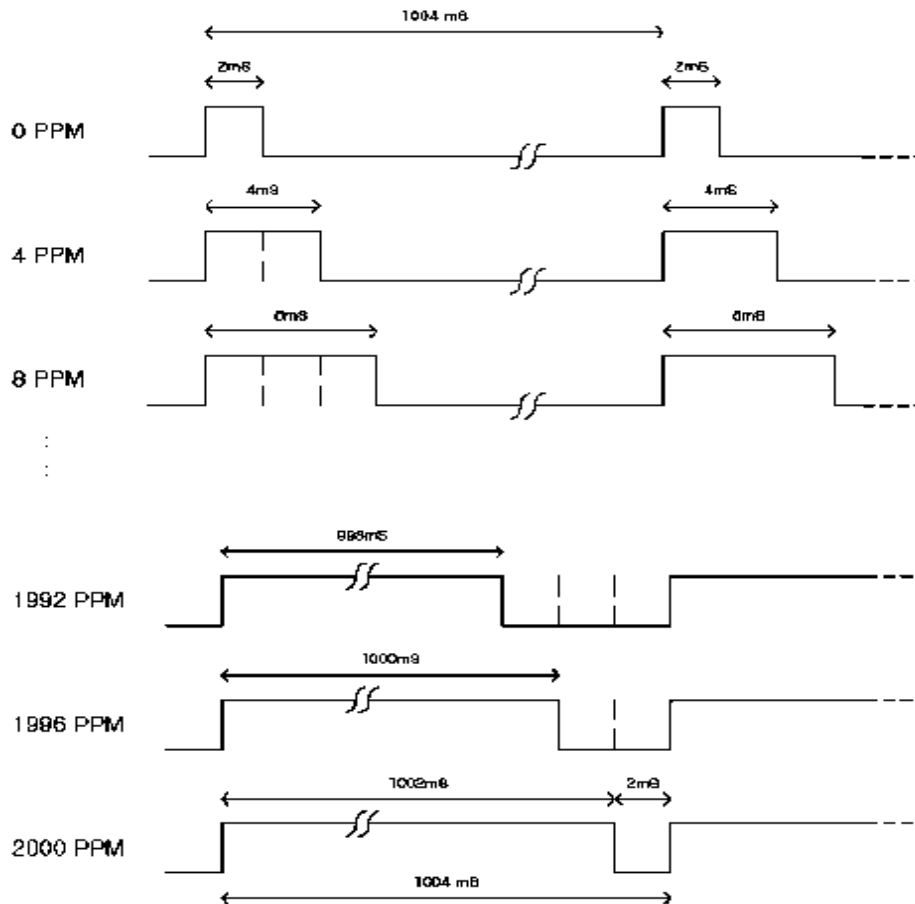 1004 mS
2mS 2mS
0 PPM
4mS 4mS
4 PPM
6mS 6mS
8 PPM
:
:
998mS
1992 PPM
1000mS
1996 PPM
1002mS 2mS
2000 PPM
1004 mS